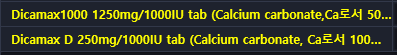 Dicamax1000 1250mg/1000IU tab (Calcium carbonate,Ca로서 50...
Dicamax D 250mg/1000IU tab (Calcium carbonate, Ca로서 100...